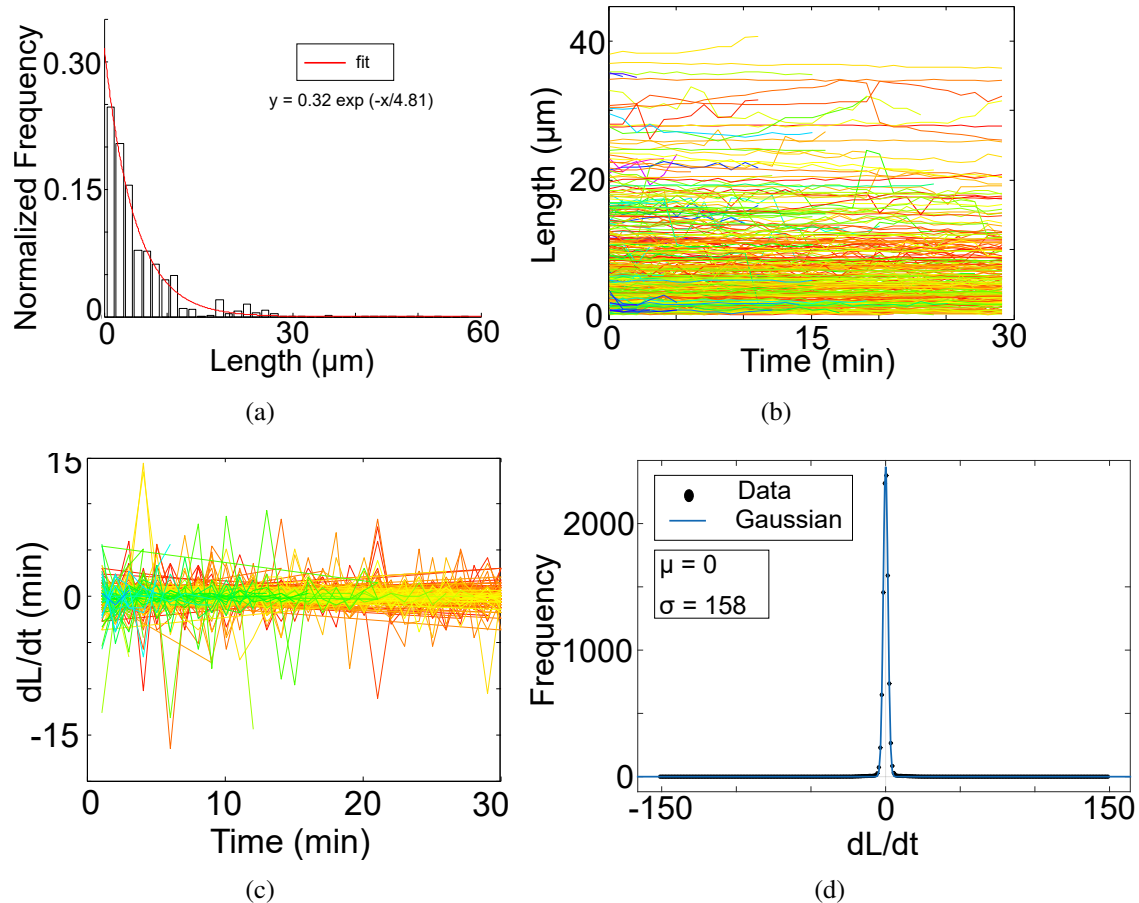 Normalized Frequency
0.30
0.15
0
0
30
60
Length (µm)
fit
y = 0.32 exp (-x/4.81)
(a)
Length (µm)
40
20
0
0
15
30
Time (min)
(b)
dL/dt (min)
15
0
-15
0
10
20
30
Time (min)
(c)
Frequency
2000
1000
0
-150
0
150
dL/dt
Data
Gaussian
µ = 0
σ = 158
(d)